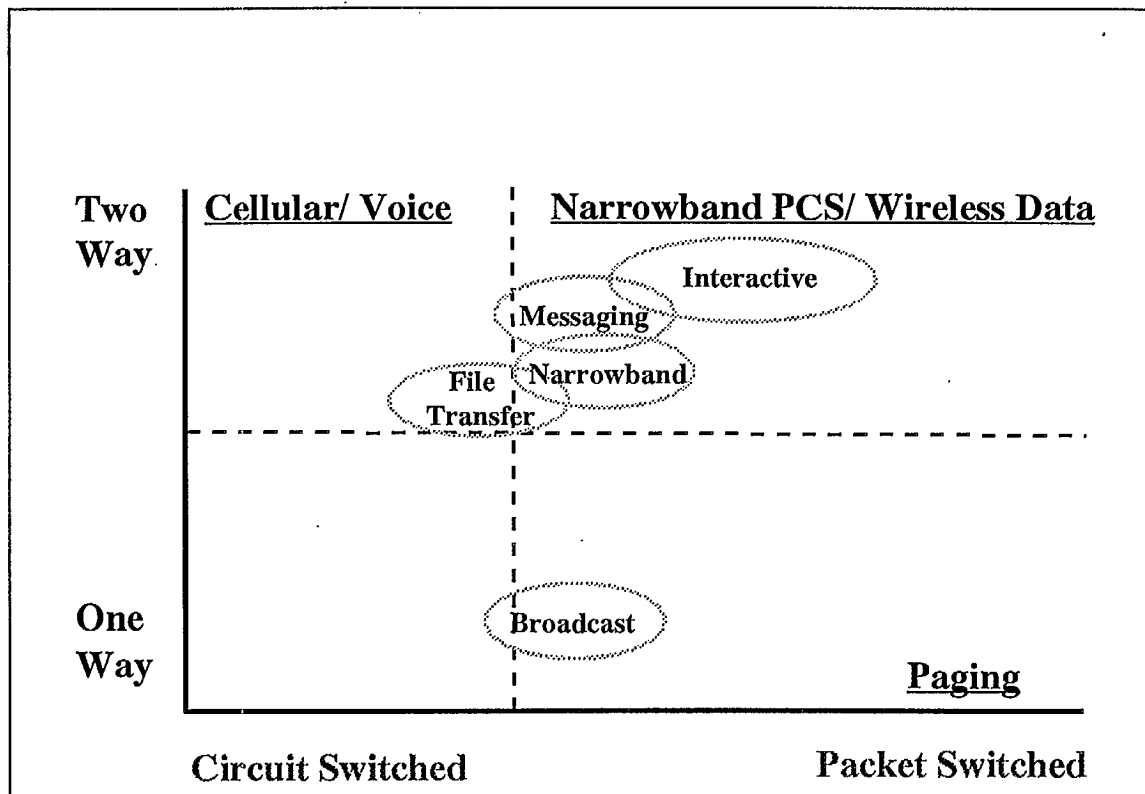 Two
Way
Cellular/ Voice
Narrowband PCS/ Wireless Data
Interactive
Messaging
Narrowband
File
Transfer
Broadcast
One
Way
Paging
Circuit Switched
Packet Switched